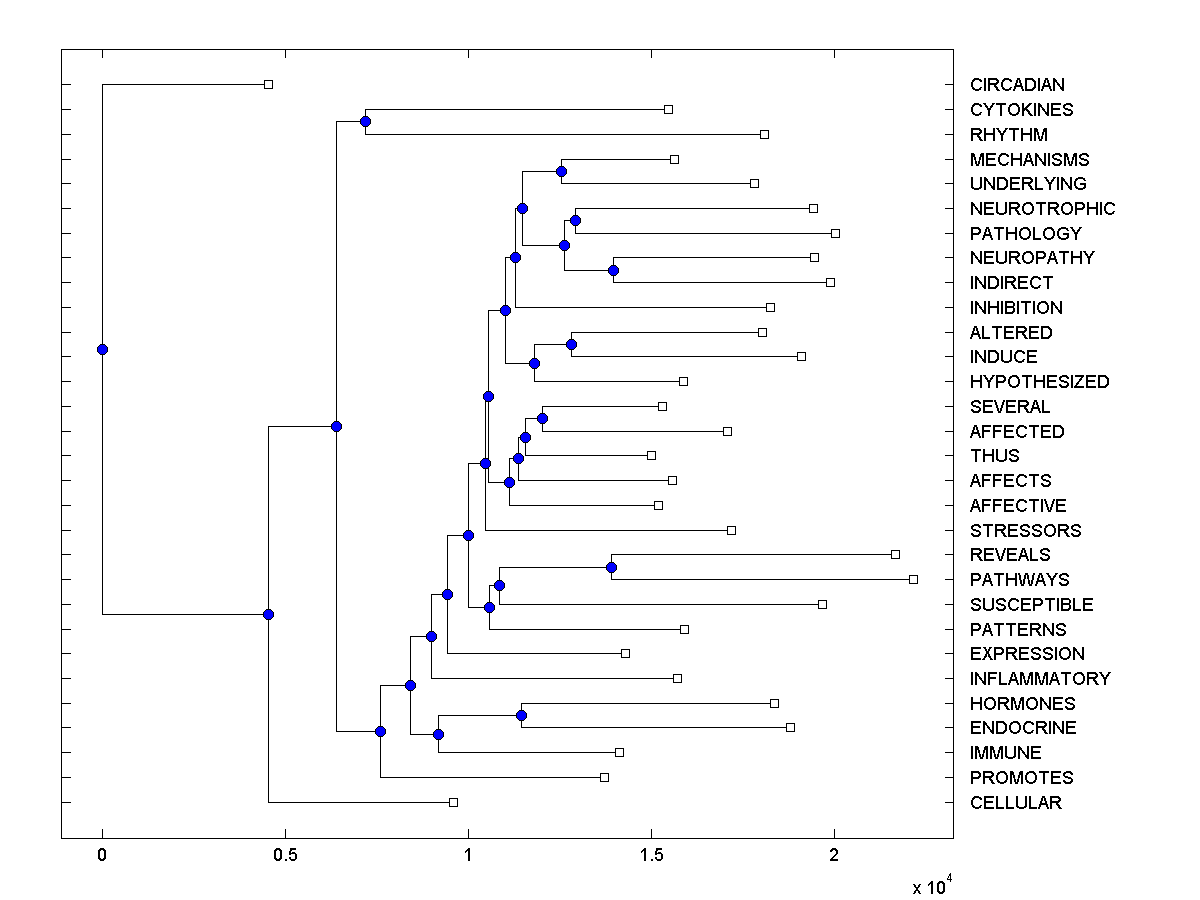 CIRCADIAN
CYTOKINES
RHYTHM
MECHANISMS
UNDERLYING
NEUROTROPHIC
PATHOLOGY
NEUROPATHY
INDIRECT
INHIBITION
ALTERED
INDUCE
HYPOTHESIZED
SEVERAL
AFFECTED
THUS
AFFECTS
AFFECTIVE
STRESSORS
REVEALS
PATHWAYS
SUSCEPTIBLE
PATTERNS
EXPRESSION
INFLAMMATORY
HORMONES
ENDOCRINE
IMMUNE
PROMOTES
CELLULAR
0 0.5 1 1.5 2
x 10^4